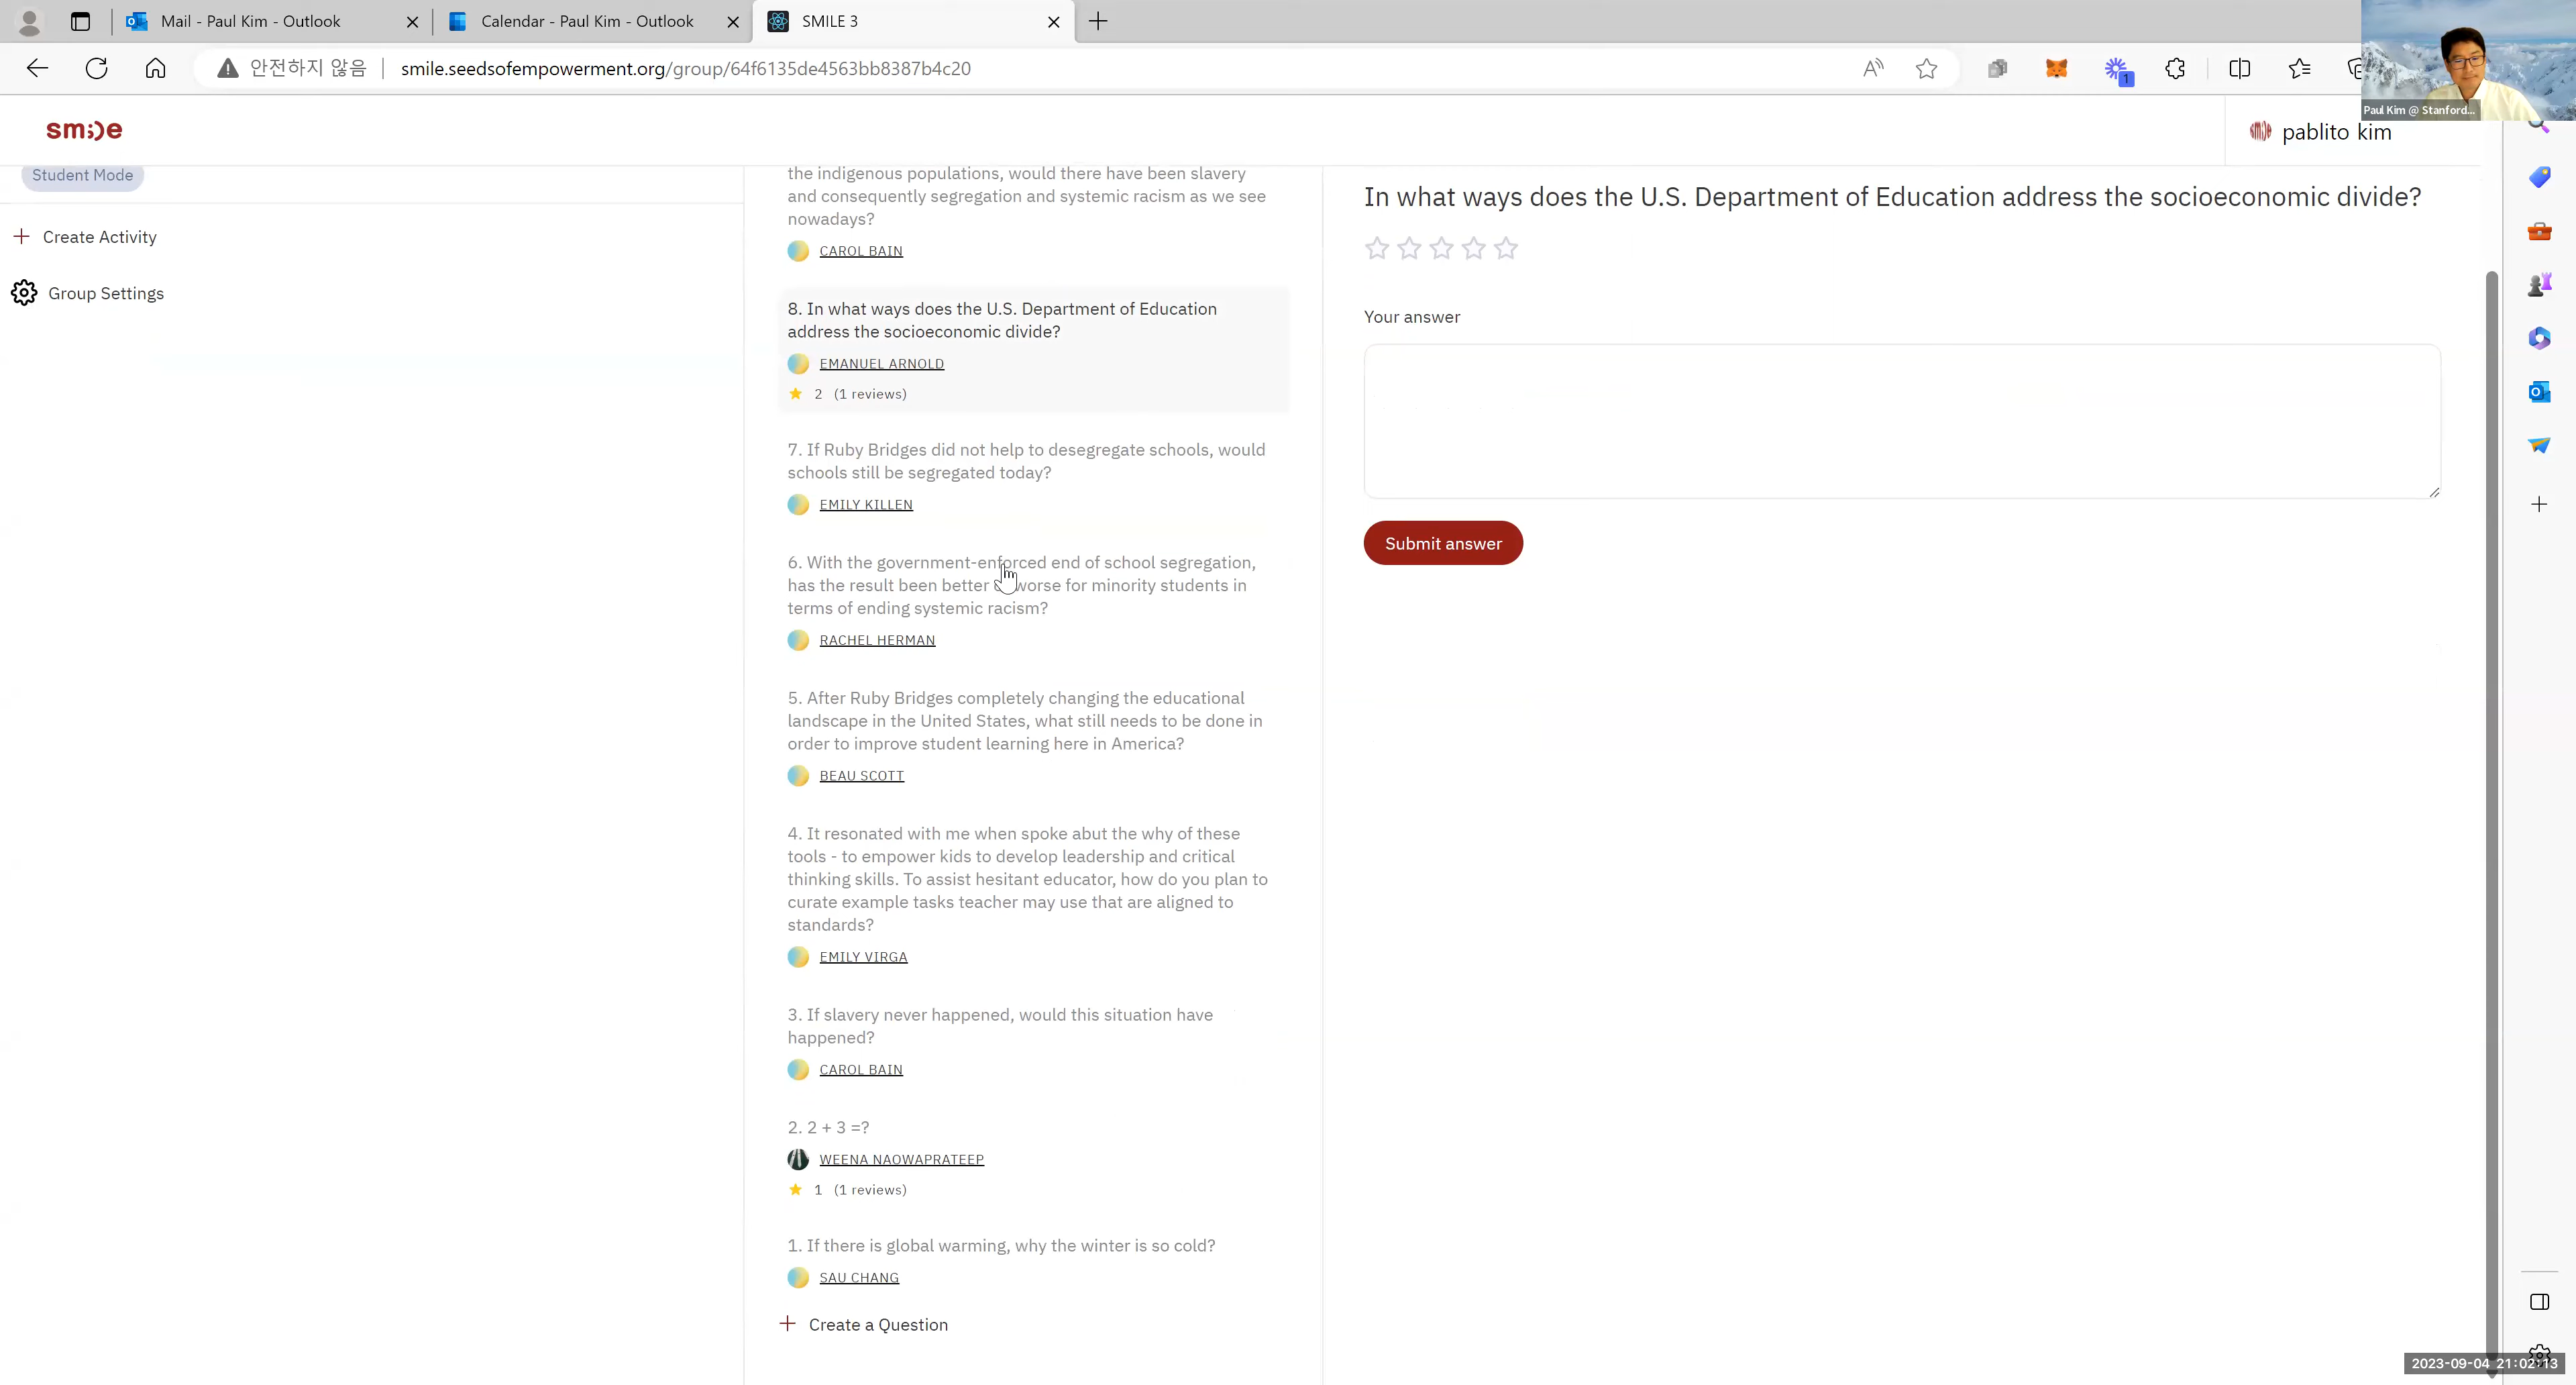 Mail - Paul Kim - Outlook
Calendar - Paul Kim - Outlook
SMILE 3
안전하지 않음
smile.seedsofempowerment.org/group/64f6135de4563bb8387b4c20
1
Paul Kim @ Stanford...
smile
pablito kim
Student Mode
Create Activity
Group Settings
the indigenous populations, would there have been slavery
and consequently segregation and systemic racism as we see
nowadays?
CAROL BAIN
8. In what ways does the U.S. Department of Education
address the socioeconomic divide?
EMANUEL ARNOLD
2 (1 reviews)
7. If Ruby Bridges did not help to desegregate schools, would
schools still be segregated today?
EMILY KILLEN
6. With the government-enforced end of school segregation,
has the result been better or worse for minority students in
terms of ending systemic racism?
RACHEL HERMAN
5. After Ruby Bridges completely changing the educational
landscape in the United States, what still needs to be done in
order to improve student learning here in America?
BEAU SCOTT
4. It resonated with me when spoke abut the why of these
tools - to empower kids to develop leadership and critical
thinking skills. To assist hesitant educator, how do you plan to
curate example tasks teacher may use that are aligned to
standards?
EMILY VIRGA
3. If slavery never happened, would this situation have
happened?
CAROL BAIN
2. 2 + 3 =?
WEENA NAOWAPRATEEP
1 (1 reviews)
1. If there is global warming, why the winter is so cold?
SAU CHANG
Create a Question
In what ways does the U.S. Department of Education address the socioeconomic divide?
Your answer
Submit answer
2023-09-04 21:02:13